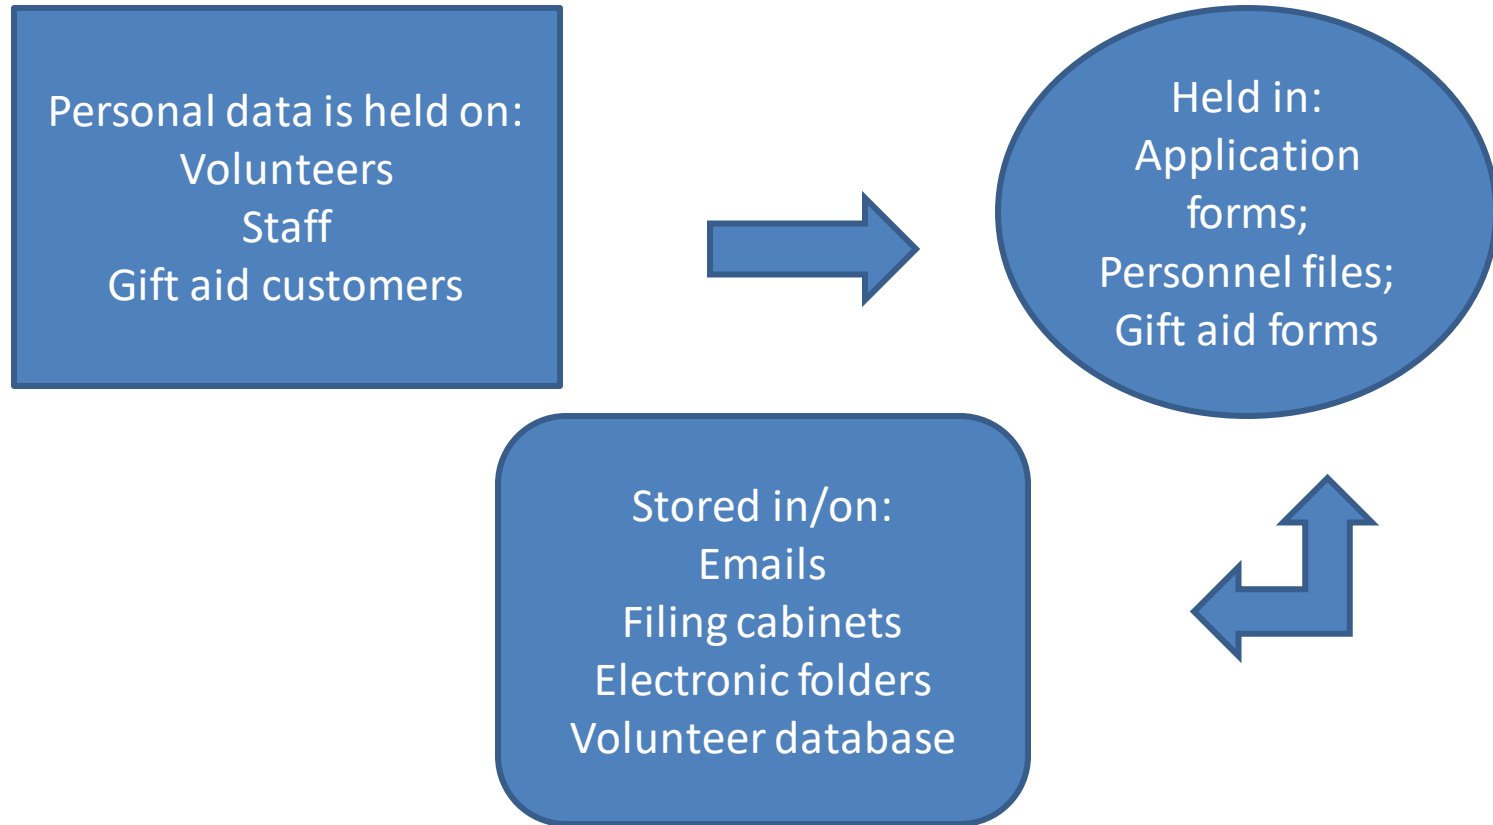 Personal data is held on:
Volunteers
Staff
Gift aid customers
Held in:
Application
forms;
Personnel files;
Gift aid forms
Stored in/on:
Emails
Filing cabinets
Electronic folders
Volunteer database